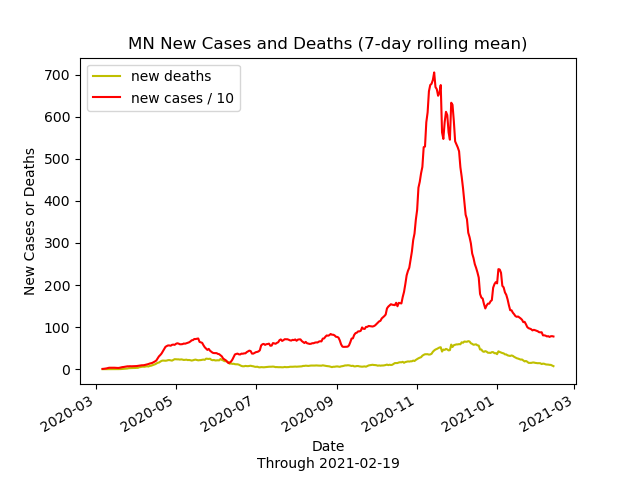 MN New Cases and Deaths (7-day rolling mean)
new deaths
new cases / 10
New Cases or Deaths
700
600
500
400
300
200
100
0
2020-03
2020-05
2020-07
2020-09
2020-11
2021-01
2021-03
Date
Through 2021-02-19